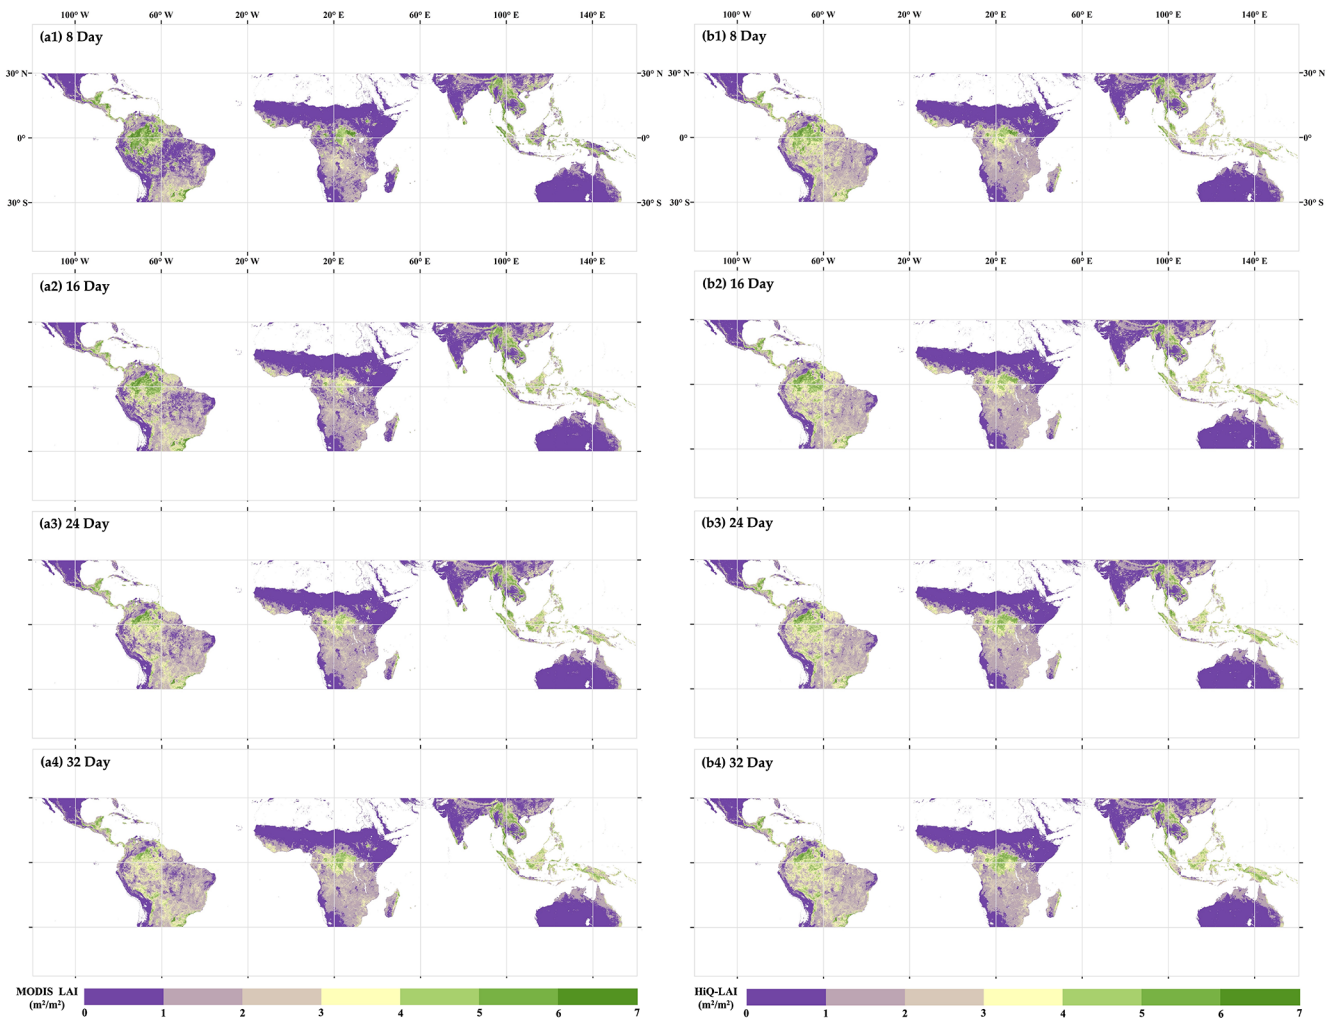 100° W 60° W 20° W 20° E 60° E 100° E 140° E
100° W 60° W 20° W 20° E 60° E 100° E 140° E
(a1) 8 Day
(b1) 8 Day
30° N 30° N 30° N 30° N
0° 0° 0° 0°
30° S 30° S 30° S 30° S
100° W 60° W 20° W 20° E 60° E 100° E 140° E
100° W 60° W 20° W 20° E 60° E 100° E 140° E
(a2) 16 Day
(b2) 16 Day
(a3) 24 Day
(b3) 24 Day
(a4) 32 Day
(b4) 32 Day
MODIS LAI
(m²/m²)
0 1 2 3 4 5 6 7
HiQ-LAI
(m²/m²)
0 1 2 3 4 5 6 7